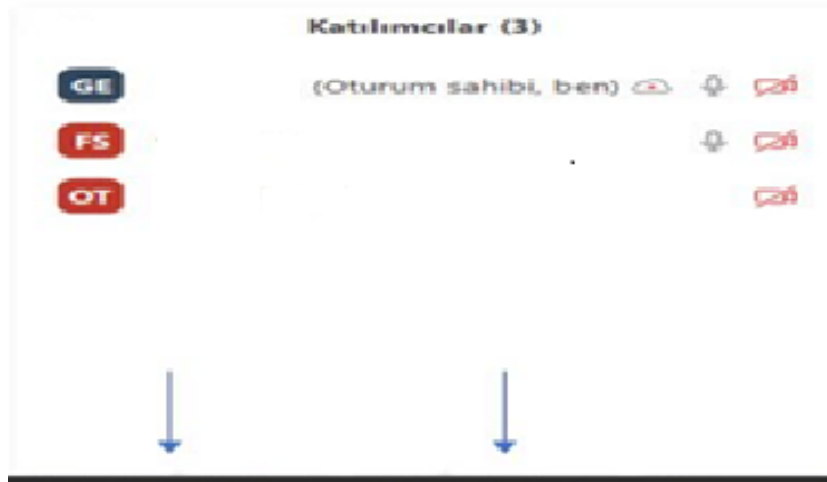 Katılımcılar (3)
GE (Oturum sahibi, ben)
FS
OT